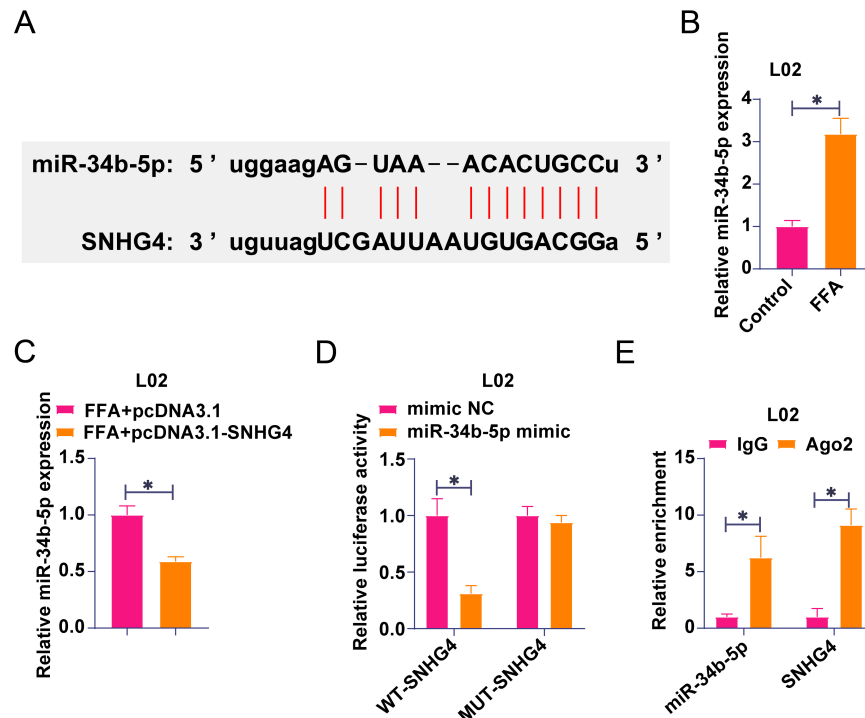 A
miR-34b-5p: 5 ’ uggaagAG–UAA––ACACUGCCu 3 ’
SNHG4: 3 ’ uguuagUCGAUUAAUGUGACGGa 5 ’
B
L02
Relative miR-34b-5p expression
4
3
2
1
0
*
Control
FFA
C
L02
FFA+pcDNA3.1
FFA+pcDNA3.1-SNHG4
Relative miR-34b-5p expression
1.5
1.0
0.5
0.0
*
D
L02
mimic NC
miR-34b-5p mimic
Relative luciferase activity
1.5
1.0
0.5
0.0
*
WT-SNHG4
MUT-SNHG4
E
L02
IgG
Ago2
Relative enrichment
15
10
5
0
*
*
miR-34b-5p
SNHG4